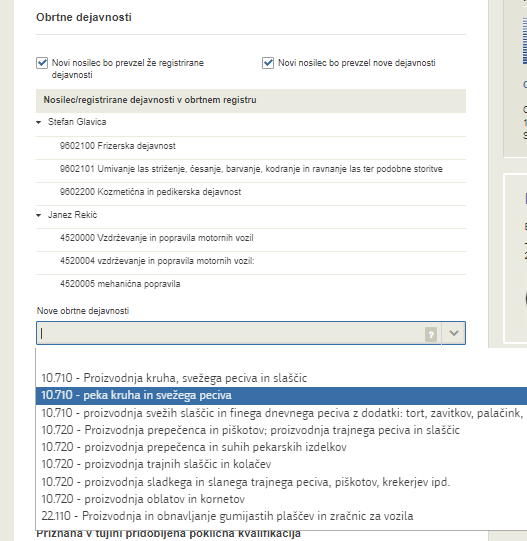 Obrtne dejavnosti
Novi nosilec bo prevzel že registrirane
dejavnosti
Novi nosilec bo prevzel nove dejavnosti
Nosilec/registrirane dejavnosti v obrtnem registru
Stefan Glavica
9602100 Frizerska dejavnost
9602101 Umivanje las striženje, česanje, barvanje, kodranje in ravnanje las ter podobne storitve
9602200 Kozmetična in pedikerska dejavnost
Janez Rekić
4520000 Vzdrževanje in popravila motornih vozil
4520004 vzdrževanje in popravila motornih vozil:
4520005 mehanična popravila
Nove obrtne dejavnosti
?
10.710 - Proizvodnja kruha, svežega peciva in slaščic
10.710 - peka kruha in svežega peciva
10.710 - proizvodnja svežih slaščic in finega dnevnega peciva z dodatki: tort, zavitkov, palačink,
10.720 - Proizvodnja prepečenca in piškotov; proizvodnja trajnega peciva in slaščic
10.720 - proizvodnja prepečenca in suhih pekarskih izdelkov
10.720 - proizvodnja trajnih slaščic in kolačev
10.720 - proizvodnja sladkega in slanega trajnega peciva, piškotov, krekerjev ipd.
10.720 - proizvodnja oblatov in kornetov
22.110 - Proizvodnja in obnavljanje gumijastih plaščev in zračnic za vozila
Priznana v tujini pridobljena poklicna kvalifikacija